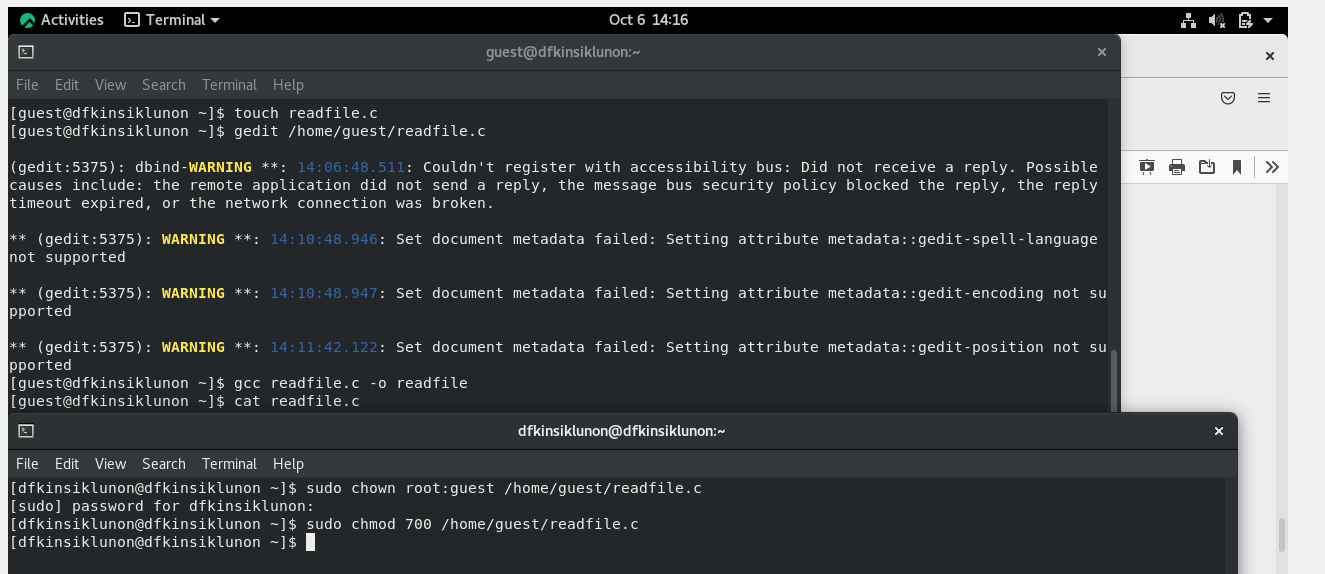 Activities Terminal Oct 6 14:16
guest@dfkinsiklunon:~
File Edit View Search Terminal Help
[guest@dfkinsiklunon ~]$ touch readfile.c
[guest@dfkinsiklunon ~]$ gedit /home/guest/readfile.c
(gedit:5375): dbind-WARNING **: 14:06:48.511: Couldn't register with accessibility bus: Did not receive a reply. Possible
causes include: the remote application did not send a reply, the message bus security policy blocked the reply, the reply
timeout expired, or the network connection was broken.
** (gedit:5375): WARNING **: 14:10:48.946: Set document metadata failed: Setting attribute metadata::gedit-spell-language
not supported
** (gedit:5375): WARNING **: 14:10:48.947: Set document metadata failed: Setting attribute metadata::gedit-encoding not su
pported
** (gedit:5375): WARNING **: 14:11:42.122: Set document metadata failed: Setting attribute metadata::gedit-position not su
pported
[guest@dfkinsiklunon ~]$ gcc readfile.c -o readfile
[guest@dfkinsiklunon ~]$ cat readfile.c
dfkinsiklunon@dfkinsiklunon:~
File Edit View Search Terminal Help
[dfkinsiklunon@dfkinsiklunon ~]$ sudo chown root:guest /home/guest/readfile.c
[sudo] password for dfkinsiklunon:
[dfkinsiklunon@dfkinsiklunon ~]$ sudo chmod 700 /home/guest/readfile.c
[dfkinsiklunon@dfkinsiklunon ~]$